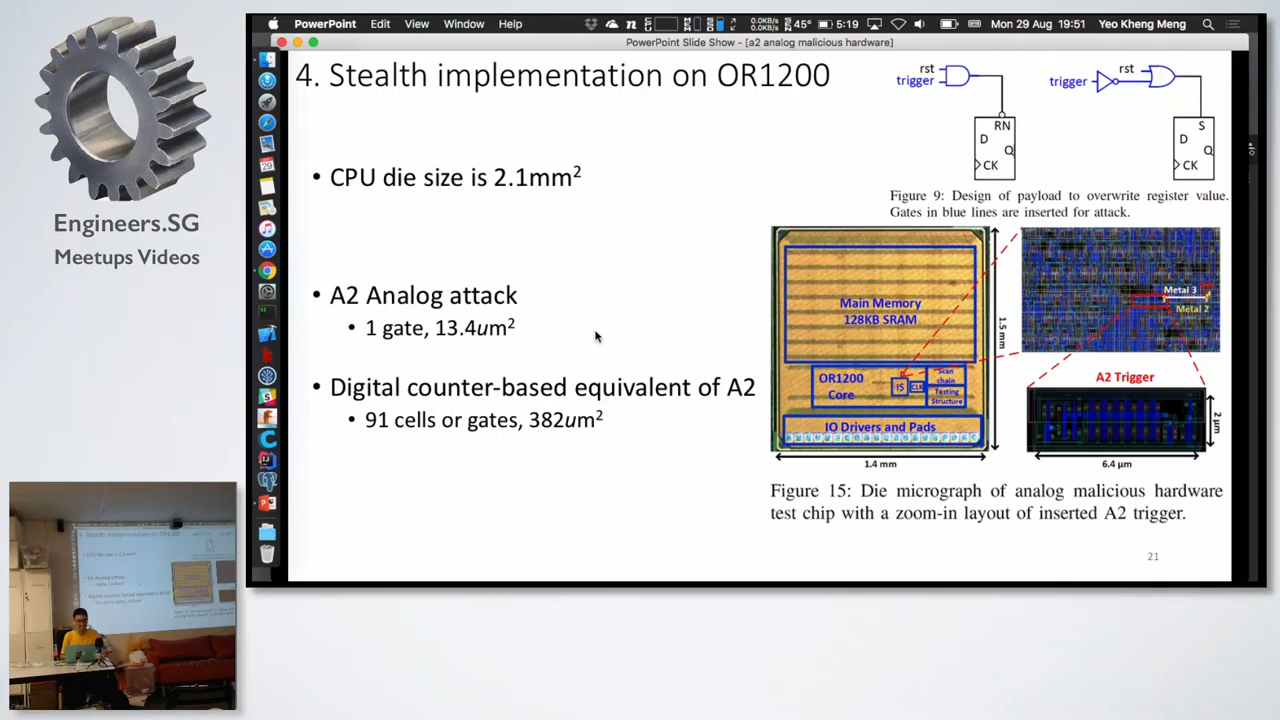 PowerPoint Edit View Window Help
0.0KB/s
0.0KB/s
45° 5:19 Mon 29 Aug 19:51 Yeo Kheng Meng
PowerPoint Slide Show - [a2 analog malicious hardware]
Engineers.SG
Meetups Videos
4. Stealth implementation on OR1200
• CPU die size is 2.1mm²
• A2 Analog attack
• 1 gate, 13.4um²
• Digital counter-based equivalent of A2
• 91 cells or gates, 382um²
rst
trigger
RN
D
Q
CK
trigger
rst
S
D
Q
CK
Figure 9: Design of payload to overwrite register value.
Gates in blue lines are inserted for attack.
Main Memory
128KB SRAM
OR1200
Core
I$
CLK
Scan
chain
Testing
Structure
IO Drivers and Pads
1.5 mm
1.4 mm
Metal 3
Metal 2
A2 Trigger
2 µm
6.4 µm
Figure 15: Die micrograph of analog malicious hardware
test chip with a zoom-in layout of inserted A2 trigger.
21